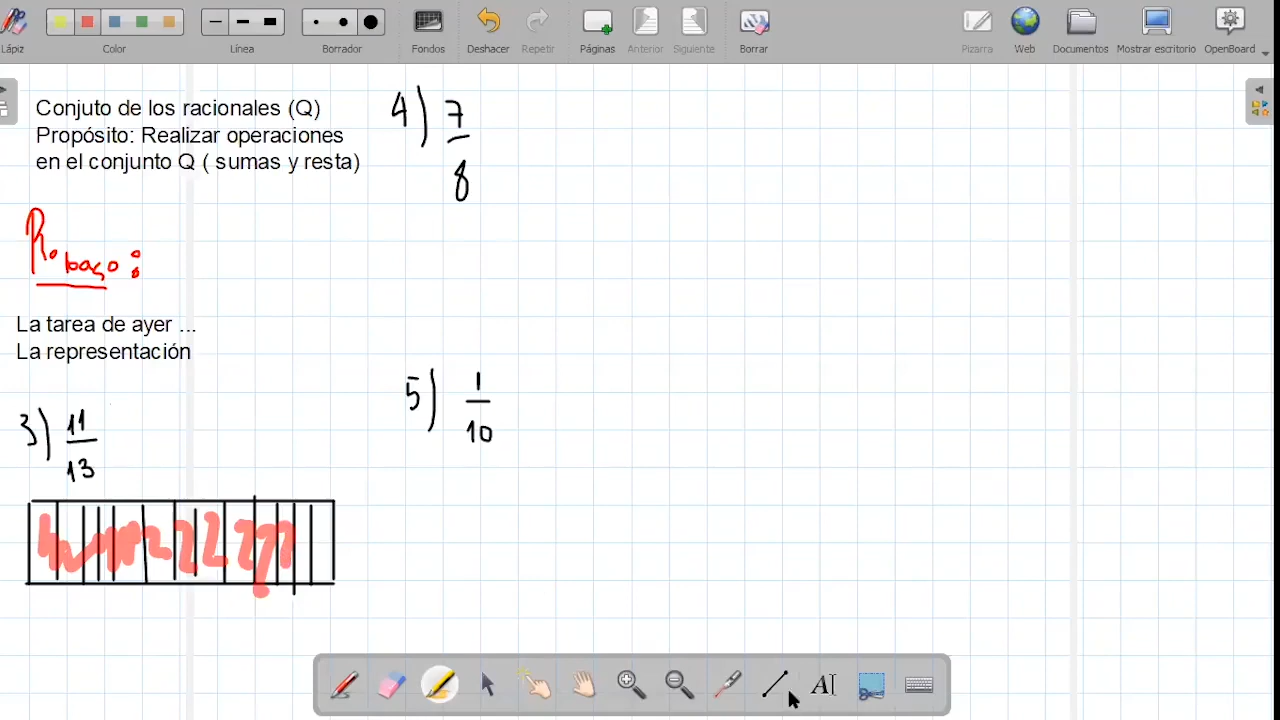 Lápiz
Color
Línea
Borrador
Fondos
Deshacer
Repetir
Páginas
Anterior
Siguiente
Borrar
Pizarra
Web
Documentos
Mostrar escritorio
OpenBoard
Conjuto de los racionales (Q)
Propósito: Realizar operaciones
en el conjunto Q ( sumas y resta)
La tarea de ayer ...
La representación
3) 11
13
4) 7
8
5) 1
10